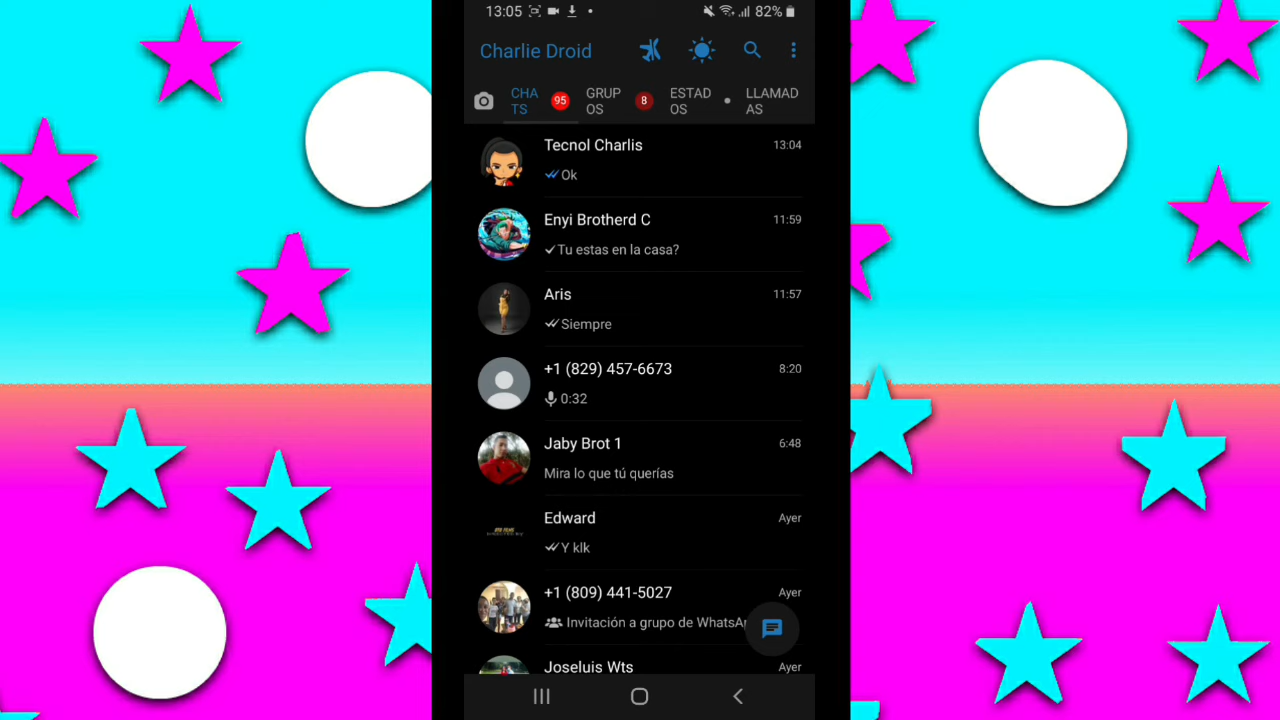 13:05
82%
Charlie Droid
CHA
TS
95
GRUP
OS
8
ESTAD
OS
LLAMAD
AS
Tecnol Charlis
13:04
Ok
Enyi Brotherd C
11:59
Tu estas en la casa?
Aris
11:57
Siempre
+1 (829) 457-6673
8:20
0:32
Jaby Brot 1
6:48
Mira lo que tú querías
Edward
Ayer
Y klk
+1 (809) 441-5027
Ayer
Invitación a grupo de WhatsAp
Joseluis Wts
Ayer